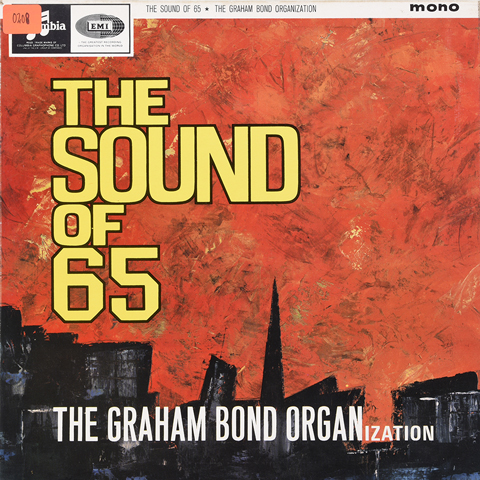 0208
THE SOUND OF 65 • THE GRAHAM BOND ORGANIZATION
mono
EMI
THE
SOUND
OF
65
THE GRAHAM BOND ORGANIZATION